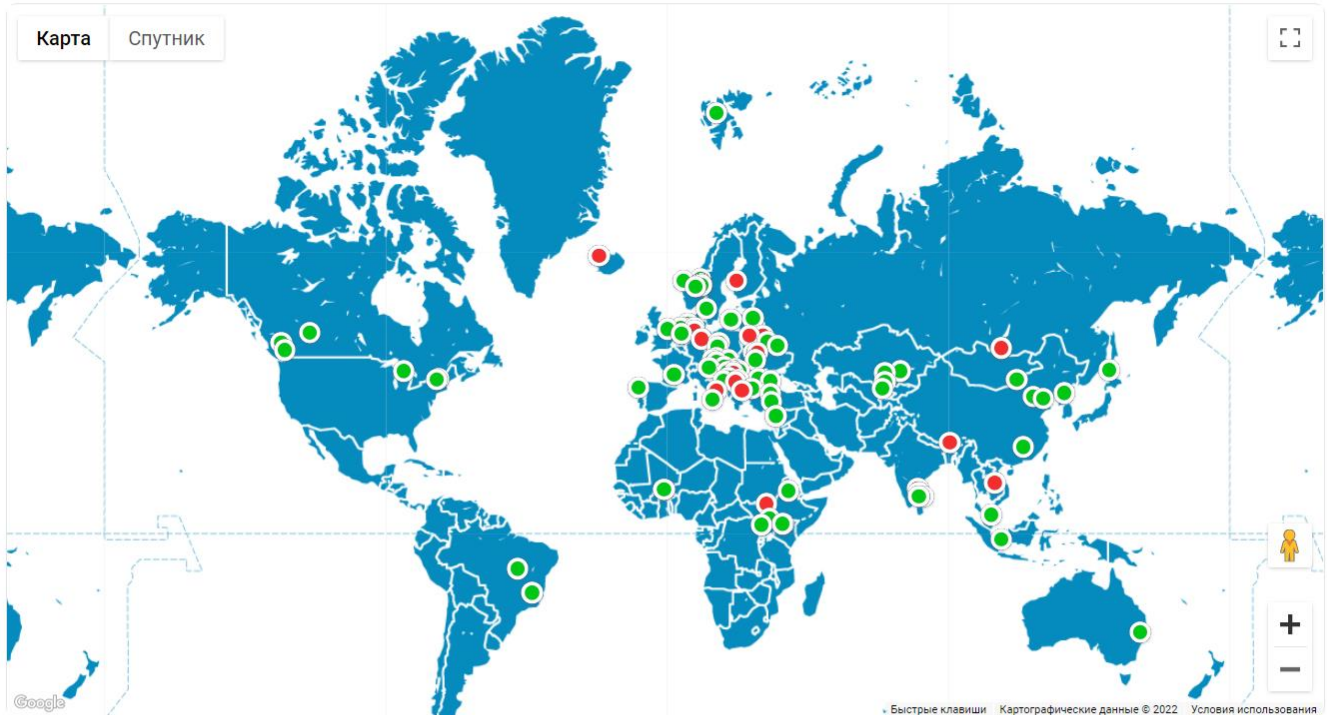 Карта Спутник
Google
Быстрые клавиши Картографические данные © 2022 Условия использования